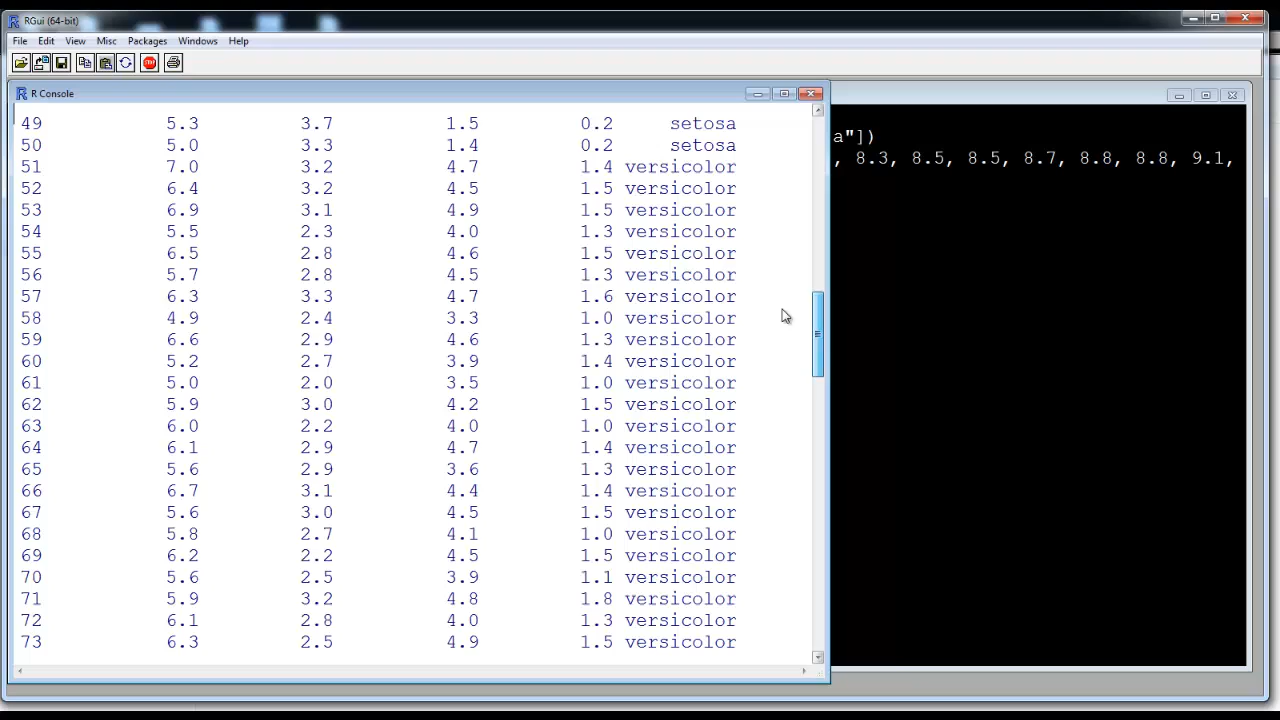 RGui (64-bit)
File Edit View Misc Packages Windows Help
R Console
49 5.3 3.7 1.5 0.2 setosa
50 5.0 3.3 1.4 0.2 setosa
51 7.0 3.2 4.7 1.4 versicolor
52 6.4 3.2 4.5 1.5 versicolor
53 6.9 3.1 4.9 1.5 versicolor
54 5.5 2.3 4.0 1.3 versicolor
55 6.5 2.8 4.6 1.5 versicolor
56 5.7 2.8 4.5 1.3 versicolor
57 6.3 3.3 4.7 1.6 versicolor
58 4.9 2.4 3.3 1.0 versicolor
59 6.6 2.9 4.6 1.3 versicolor
60 5.2 2.7 3.9 1.4 versicolor
61 5.0 2.0 3.5 1.0 versicolor
62 5.9 3.0 4.2 1.5 versicolor
63 6.0 2.2 4.0 1.0 versicolor
64 6.1 2.9 4.7 1.4 versicolor
65 5.6 2.9 3.6 1.3 versicolor
66 6.7 3.1 4.4 1.4 versicolor
67 5.6 3.0 4.5 1.5 versicolor
68 5.8 2.7 4.1 1.0 versicolor
69 6.2 2.2 4.5 1.5 versicolor
70 5.6 2.5 3.9 1.1 versicolor
71 5.9 3.2 4.8 1.8 versicolor
72 6.1 2.8 4.0 1.3 versicolor
73 6.3 2.5 4.9 1.5 versicolor
a"])
, 8.3, 8.5, 8.5, 8.7, 8.8, 8.8, 9.1,